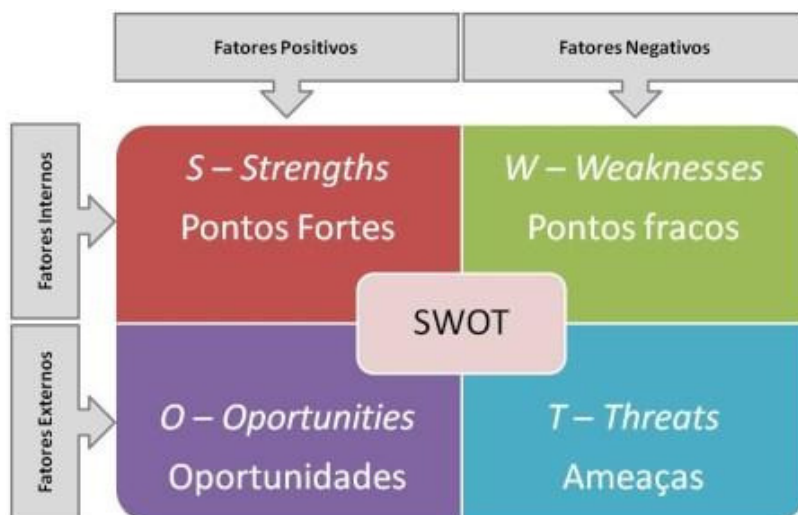 Fatores Positivos
Fatores Negativos
Fatores Internos
S – Strengths
Pontos Fortes
W – Weaknesses
Pontos fracos
SWOT
Fatores Externos
O – Oportunities
Oportunidades
T – Threats
Ameaças